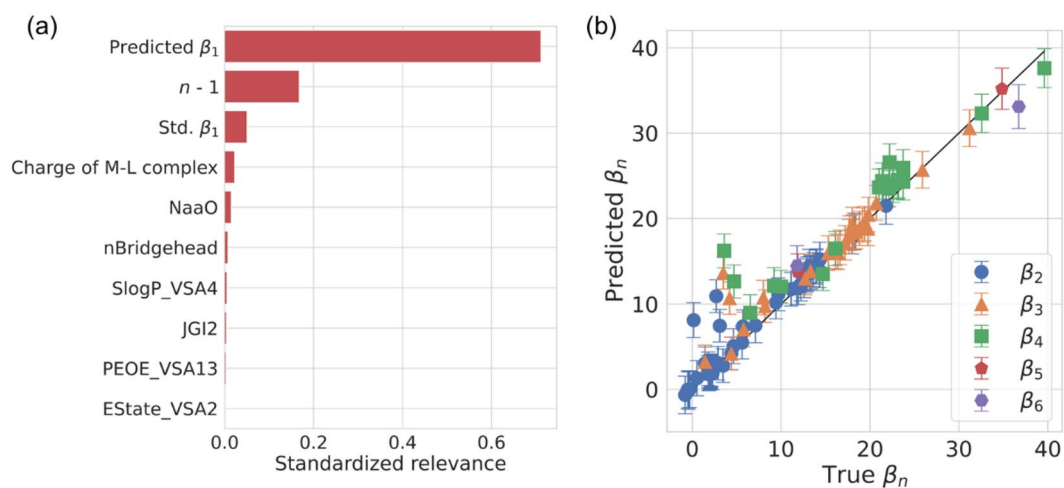 (a)
Predicted β₁
n - 1
Std. β₁
Charge of M-L complex
NaaO
nBridgehead
SlogP_VSA4
JGI2
PEOE_VSA13
EState_VSA2
0.0 0.2 0.4 0.6
Standardized relevance
(b)
Predicted βₙ
40
30
20
10
0
β₂
β₃
β₄
β₅
β₆
0 10 20 30 40
True βₙ